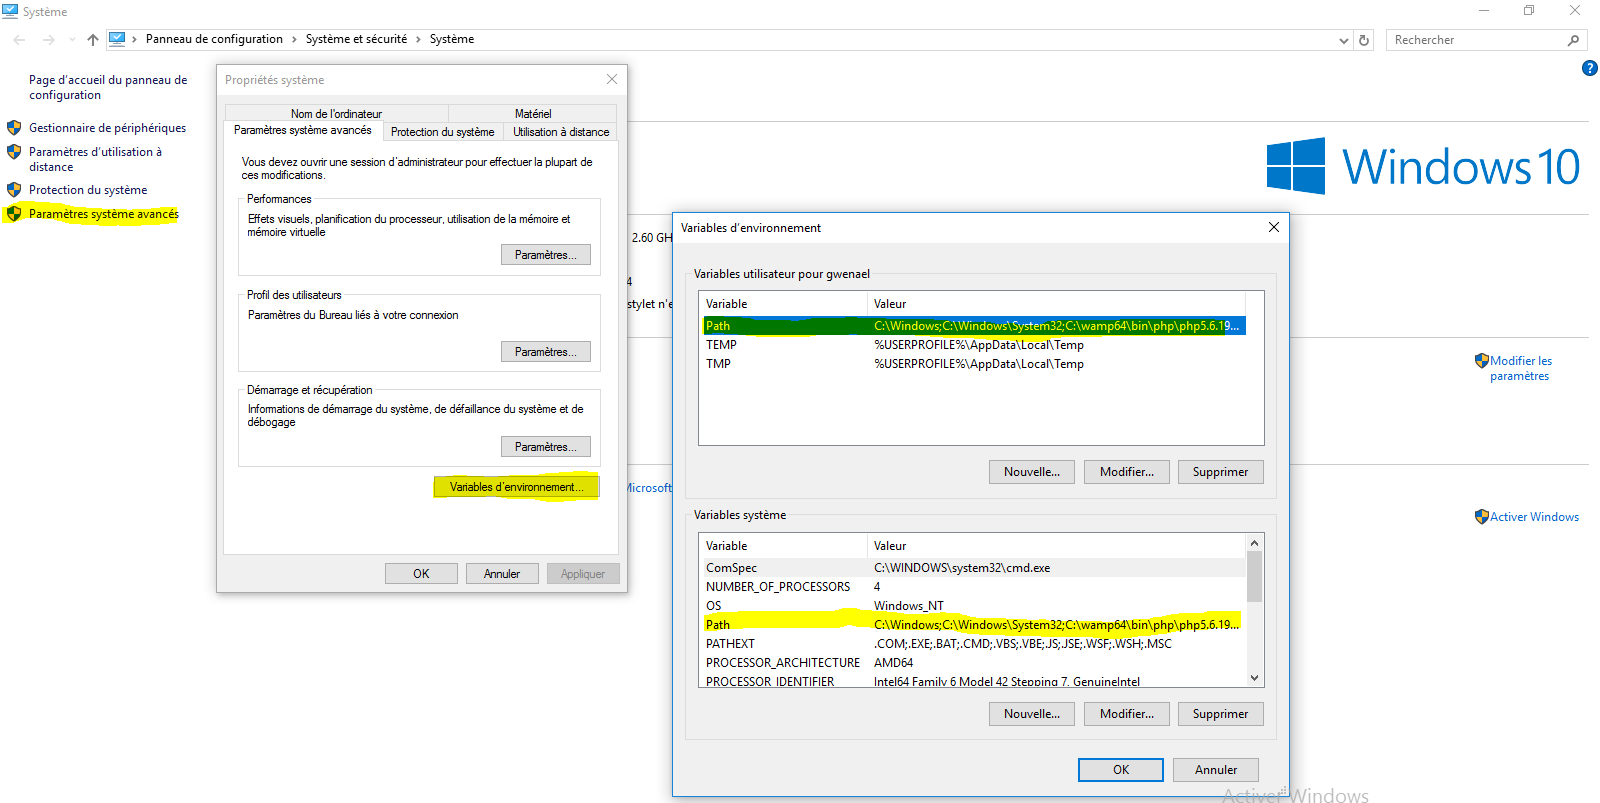 Système
Panneau de configuration › Système et sécurité › Système
Rechercher
Page d'accueil du panneau de
configuration
Gestionnaire de périphériques
Paramètres d'utilisation à
distance
Protection du système
Paramètres système avancés
Propriétés système
Nom de l'ordinateur
Matériel
Paramètres système avancés
Protection du système
Utilisation à distance
Vous devez ouvrir une session d'administrateur pour effectuer la plupart de
ces modifications.
Performances
Effets visuels, planification du processeur, utilisation de la mémoire et
mémoire virtuelle
Paramètres...
Profil des utilisateurs
Paramètres du Bureau liés à votre connexion
Paramètres...
Démarrage et récupération
Informations de démarrage du système, de défaillance du système et de
débogage
Paramètres...
Variables d'environnement...
OK
Annuler
Appliquer
Windows 10
2.60 GH
4
stylet n'e
Microsoft
Modifier les
paramètres
Activer Windows
Variables d'environnement
Variables utilisateur pour gwenael
Variable Valeur
Path C:\Windows;C:\Windows\System32;C:\wamp64\bin\php\php5.6.19...
TEMP %USERPROFILE%\AppData\Local\Temp
TMP %USERPROFILE%\AppData\Local\Temp
Nouvelle...
Modifier...
Supprimer
Variables système
Variable Valeur
ComSpec C:\WINDOWS\system32\cmd.exe
NUMBER_OF_PROCESSORS 4
OS Windows_NT
Path C:\Windows;C:\Windows\System32;C:\wamp64\bin\php\php5.6.19...
PATHEXT .COM;.EXE;.BAT;.CMD;.VBS;.VBE;.JS;.JSE;.WSF;.WSH;.MSC
PROCESSOR_ARCHITECTURE AMD64
PROCESSOR_IDENTIFIER Intel64 Family 6 Model 42 Stepping 7, GenuineIntel
Nouvelle...
Modifier...
Supprimer
OK
Annuler
Activer Windows